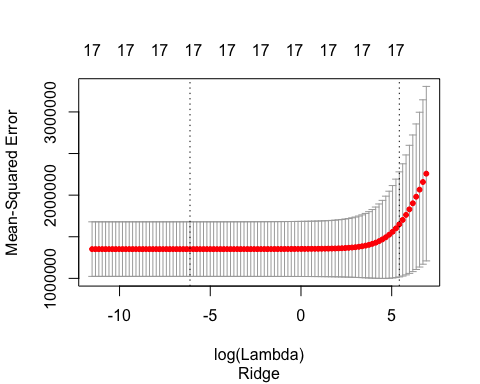 17 17 17 17 17 17 17 17 17 17
Mean-Squared Error
3000000
2000000
1000000
-10 -5 0 5
log(Lambda)
Ridge